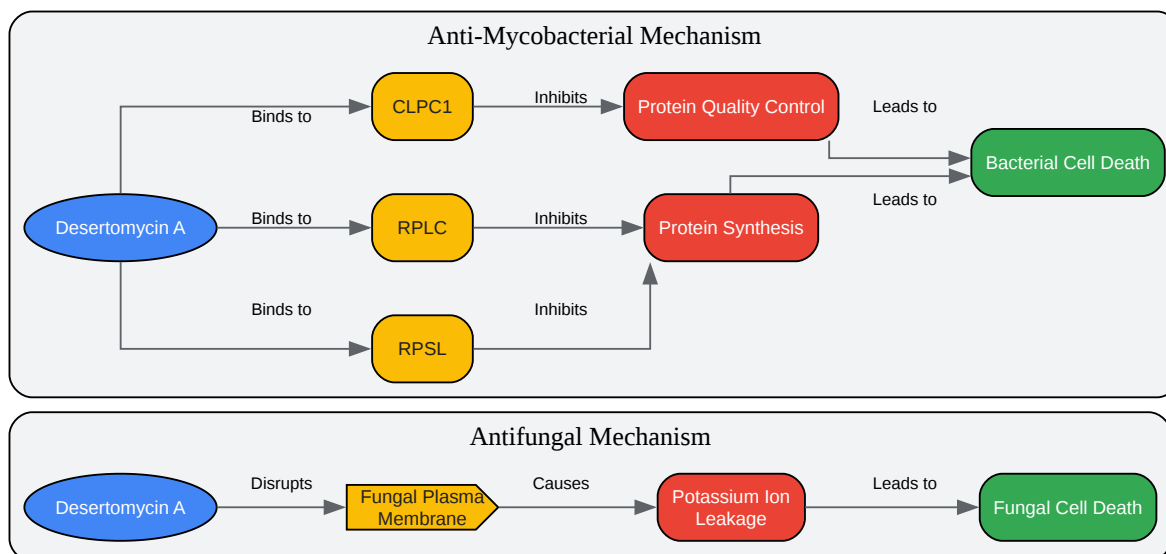 Anti-Mycobacterial Mechanism
CLPC1
Inhibits
Protein Quality Control
Leads to
Binds to
Bacterial Cell Death
Desertomycin A
Binds to
RPLC
Inhibits
Protein Synthesis
Leads to
Binds to
RPSL
Inhibits
Antifungal Mechanism
Desertomycin A
Disrupts
Fungal Plasma
Membrane
Causes
Potassium Ion
Leakage
Leads to
Fungal Cell Death